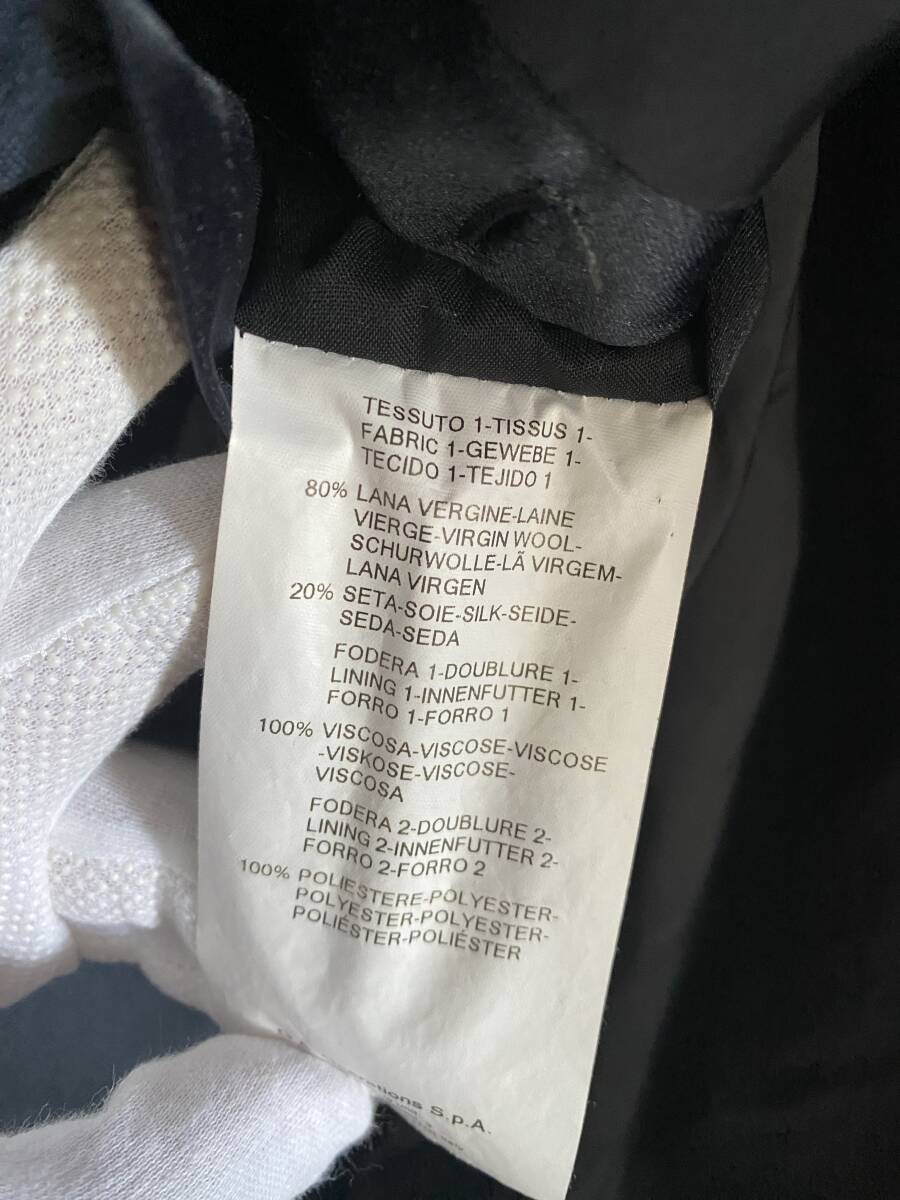 TESSUTO 1-TISSUS 1-
FABRIC 1-GEWEBE 1-
TECIDO 1-TEJIDO 1
80% LANA VERGINE-LAINE
VIERGE-VIRGIN WOOL-
SCHURWOLLE-LÃ VIRGEM-
LANA VIRGEN
20% SETA-SOIE-SILK-SEIDE-
SEDA-SEDA
FODERA 1-DOUBLURE 1-
LINING 1-INNENFUTTER 1-
FORRO 1-FORRO 1
100% VISCOSA-VISCOSE-VISCOSE
-VISKOSE-VISCOSE-
VISCOSA
FODERA 2-DOUBLURE 2-
LINING 2-INNENFUTTER 2-
FORRO 2-FORRO 2
100% POLIESTERE-POLYESTER-
POLYESTER-POLYESTER-
POLIÉSTER-POLIÉSTER
S.p.A.